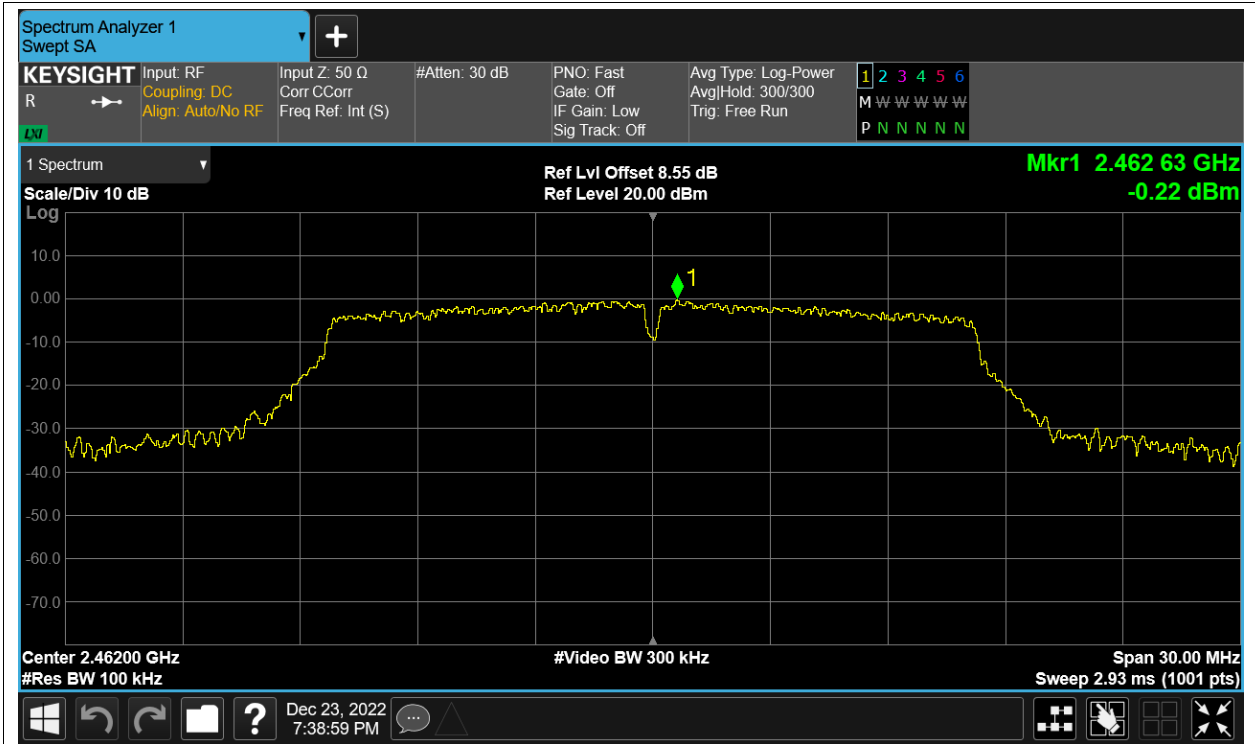 Spectrum Analyzer 1
Swept SA
+
KEYSIGHT
R
LXI
Input: RF
Coupling: DC
Align: Auto/No RF
Input Z: 50 Ω
Corr CCorr
Freq Ref: Int (S)
#Atten: 30 dB
PNO: Fast
Gate: Off
IF Gain: Low
Sig Track: Off
Avg Type: Log-Power
Avg|Hold: 300/300
Trig: Free Run
1 2 3 4 5 6
M W W W W W
P N N N N N
1 Spectrum
Scale/Div 10 dB
Log
Ref Lvl Offset 8.55 dB
Ref Level 20.00 dBm
Mkr1 2.462 63 GHz
-0.22 dBm
10.0
0.00
-10.0
-20.0
-30.0
-40.0
-50.0
-60.0
-70.0
1
Center 2.46200 GHz
#Res BW 100 kHz
#Video BW 300 kHz
Span 30.00 MHz
Sweep 2.93 ms (1001 pts)
?
Dec 23, 2022
7:38:59 PM